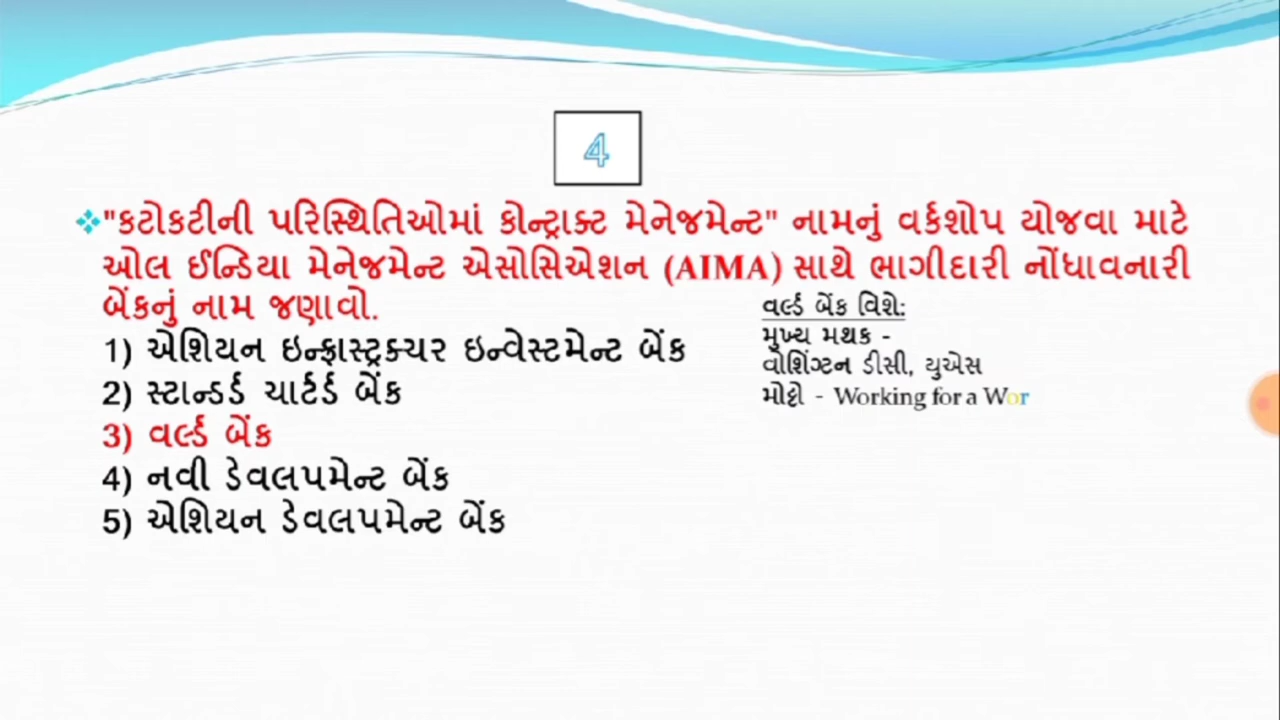 4
"કટોકટીની પરિસ્થિતિઓમાં કોન્ટ્રાક્ટ મેનેજમેન્ટ" નામનું વર્કશોપ યોજવા માટે
ઓલ ઈન્ડિયા મેનેજમેન્ટ એસોસિએશન (AIMA) સાથે ભાગીદારી નોંધાવનારી
બેંકનું નામ જણાવો.
1) એશિયન ઇન્ફ્રાસ્ટ્રક્ચર ઇન્વેસ્ટમેન્ટ બેંક
2) સ્ટાન્ડર્ડ ચાર્ટર્ડ બેંક
3) વર્લ્ડ બેંક
4) નવી ડેવલપમેન્ટ બેંક
5) એશિયન ડેવલપમેન્ટ બેંક
વર્લ્ડ બેંક વિશે:
મુખ્ય મથક -
વોશિંગ્ટન ડીસી, યુએસ
મોટ્ટો - Working for a Wor